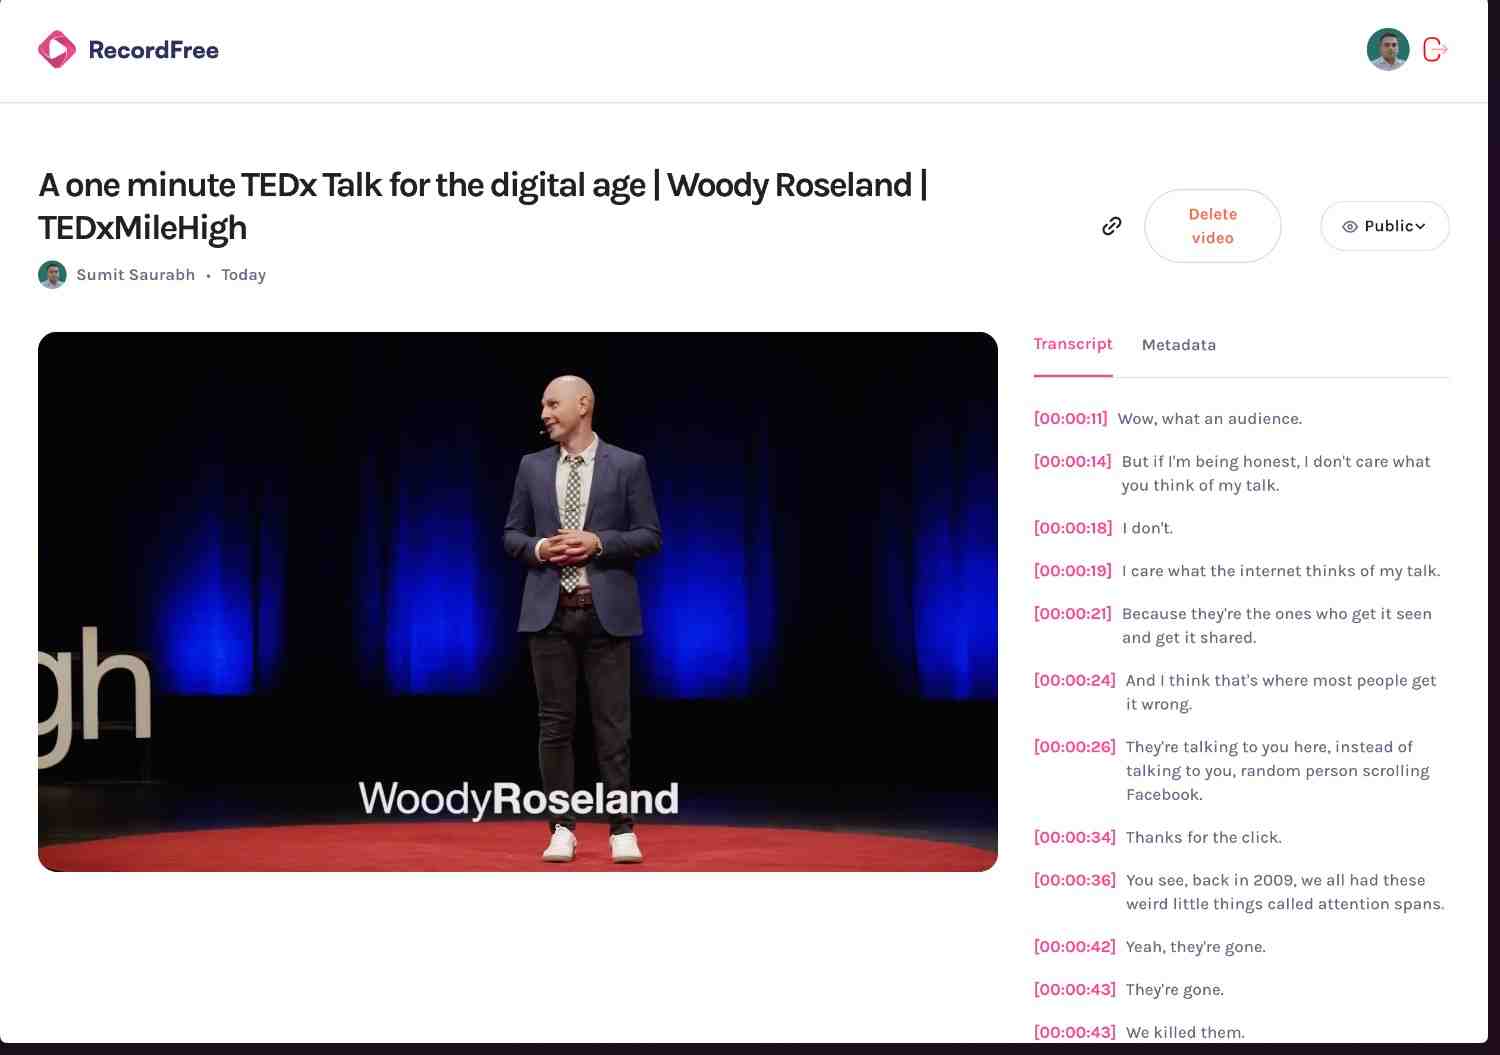 RecordFree
A one minute TEDx Talk for the digital age | Woody Roseland |
TEDxMileHigh
Sumit Saurabh • Today
Delete
video
Public
gh
WoodyRoseland
Transcript Metadata
[00:00:11] Wow, what an audience.
[00:00:14] But if I'm being honest, I don't care what
you think of my talk.
[00:00:18] I don't.
[00:00:19] I care what the internet thinks of my talk.
[00:00:21] Because they're the ones who get it seen
and get it shared.
[00:00:24] And I think that's where most people get
it wrong.
[00:00:26] They're talking to you here, instead of
talking to you, random person scrolling
Facebook.
[00:00:34] Thanks for the click.
[00:00:36] You see, back in 2009, we all had these
weird little things called attention spans.
[00:00:42] Yeah, they're gone.
[00:00:43] They're gone.
[00:00:43] We killed them.